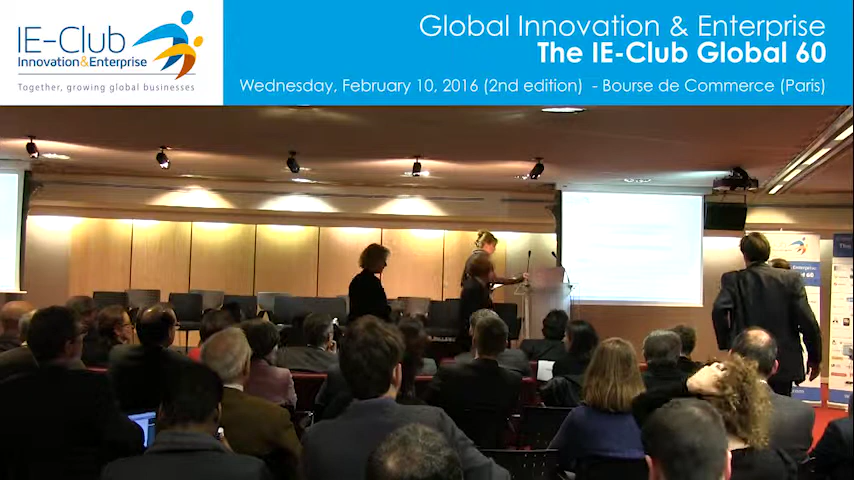 IE-Club
Innovation&Enterprise
Together, growing global businesses
Global Innovation & Enterprise
The IE-Club Global 60
Wednesday, February 10, 2016 (2nd edition) - Bourse de Commerce (Paris)